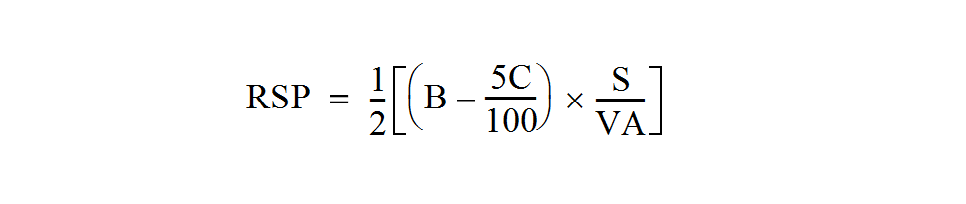 RSP = 1/2[(B – 5C/100) × S/VA]